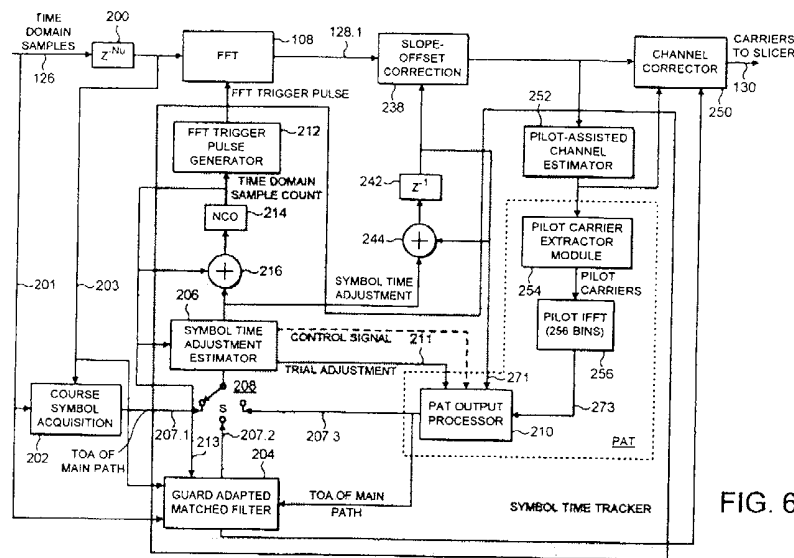 TIME
DOMAIN
SAMPLES
126
200
Z-Nu
FFT
108
128.1
SLOPE-
OFFSET
CORRECTION
238
CHANNEL
CORRECTOR
250
CARRIERS
TO SLICER
130
FFT TRIGGER PULSE
212
FFT TRIGGER
PULSE
GENERATOR
252
PILOT-ASSISTED
CHANNEL
ESTIMATOR
TIME DOMAIN
SAMPLE COUNT
NCO
214
242
Z-1
244
+
216
+
PILOT CARRIER
EXTRACTOR
MODULE
254
PILOT
CARRIERS
201
203
206
SYMBOL TIME
ADJUSTMENT
SYMBOL TIME
ADJUSTMENT
ESTIMATOR
CONTROL SIGNAL
211
TRIAL ADJUSTMENT
PILOT IFFT
(256 BINS)
256
271
273
COURSE
SYMBOL
ACQUISITION
202
208
S
207.1
213
207.2
207.3
PAT OUTPUT
PROCESSOR
210
PAT
TOA OF
MAIN PATH
204
GUARD ADAPTED
MATCHED FILTER
TOA OF MAIN
PATH
SYMBOL TIME TRACKER
FIG. 6